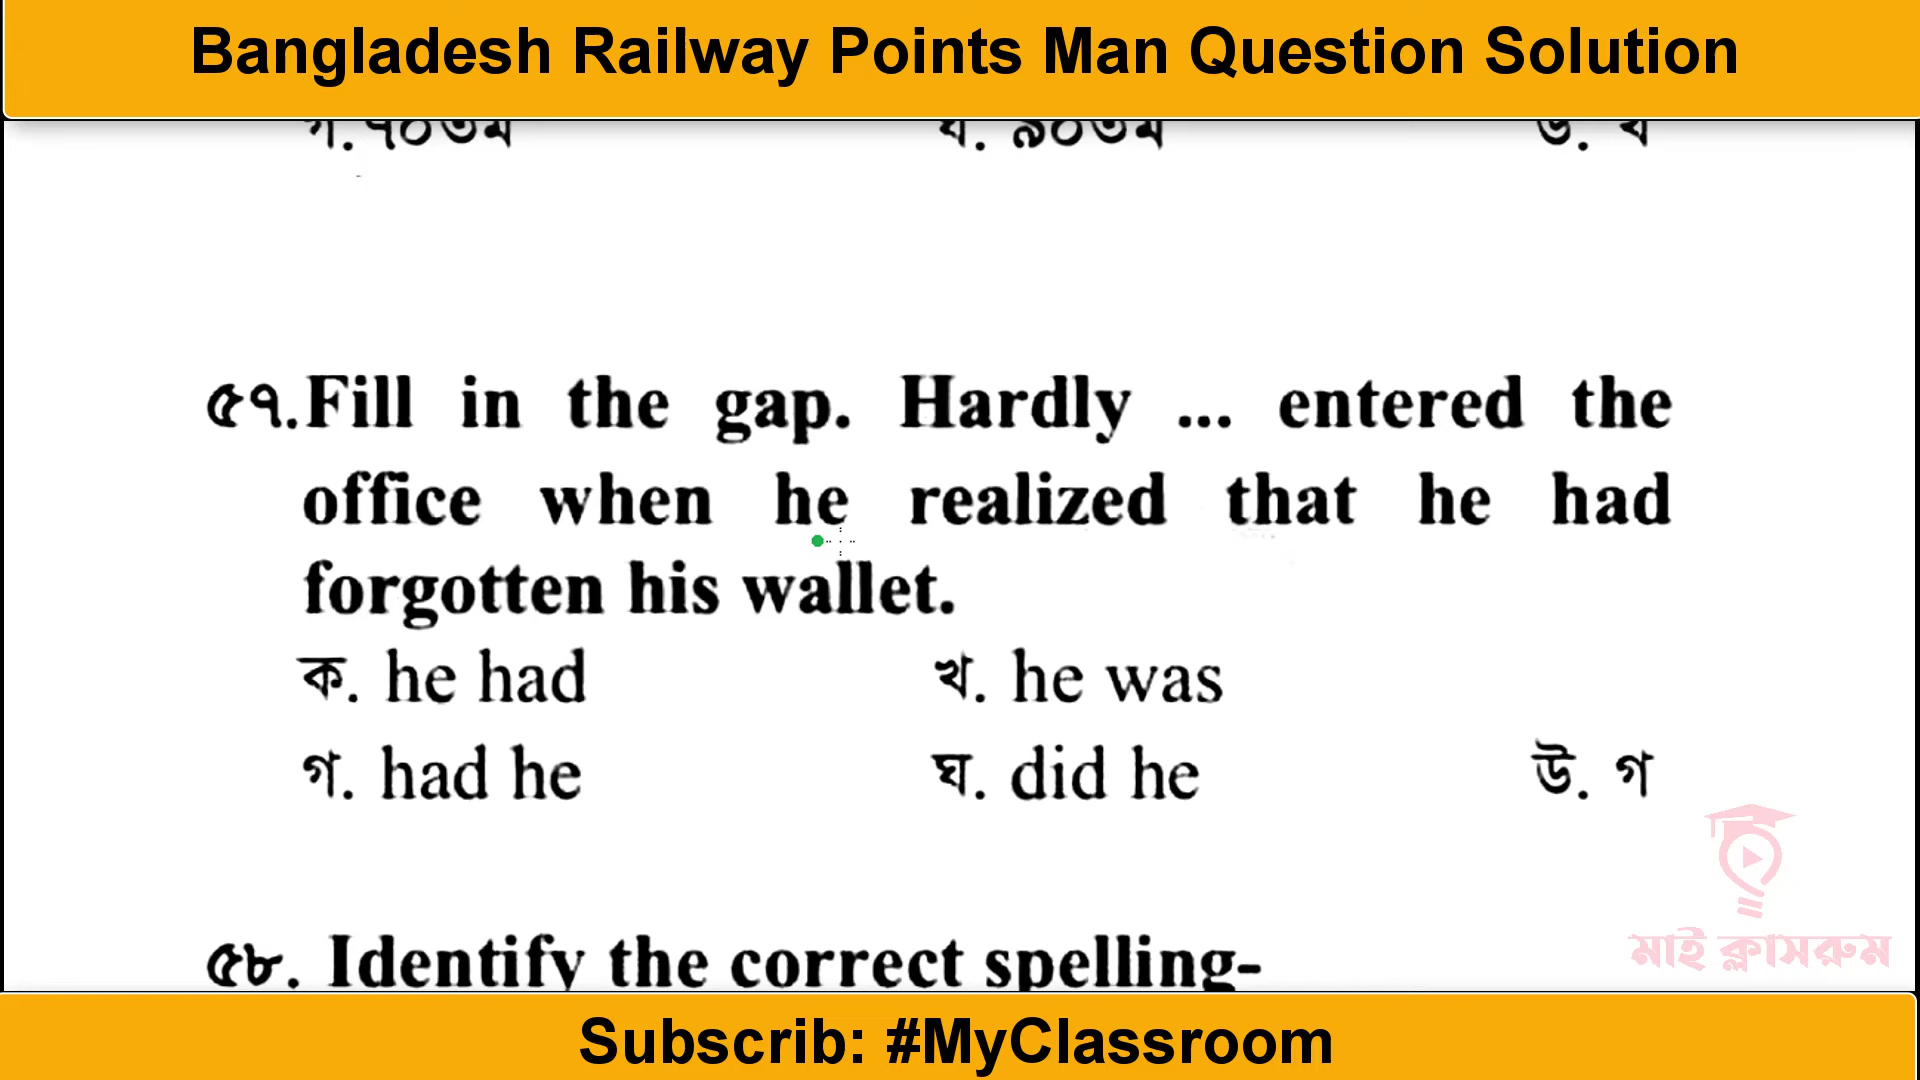 Bangladesh Railway Points Man Question Solution
গ.৭০তম ঘ. ৯০তম উ. ঘ
৫৭.Fill in the gap. Hardly ... entered the
office when he realized that he had
forgotten his wallet.
ক. he had খ. he was
গ. had he ঘ. did he উ. গ
মাই ক্লাসরুম
৫৮. Identify the correct spelling-
Subscrib: #MyClassroom